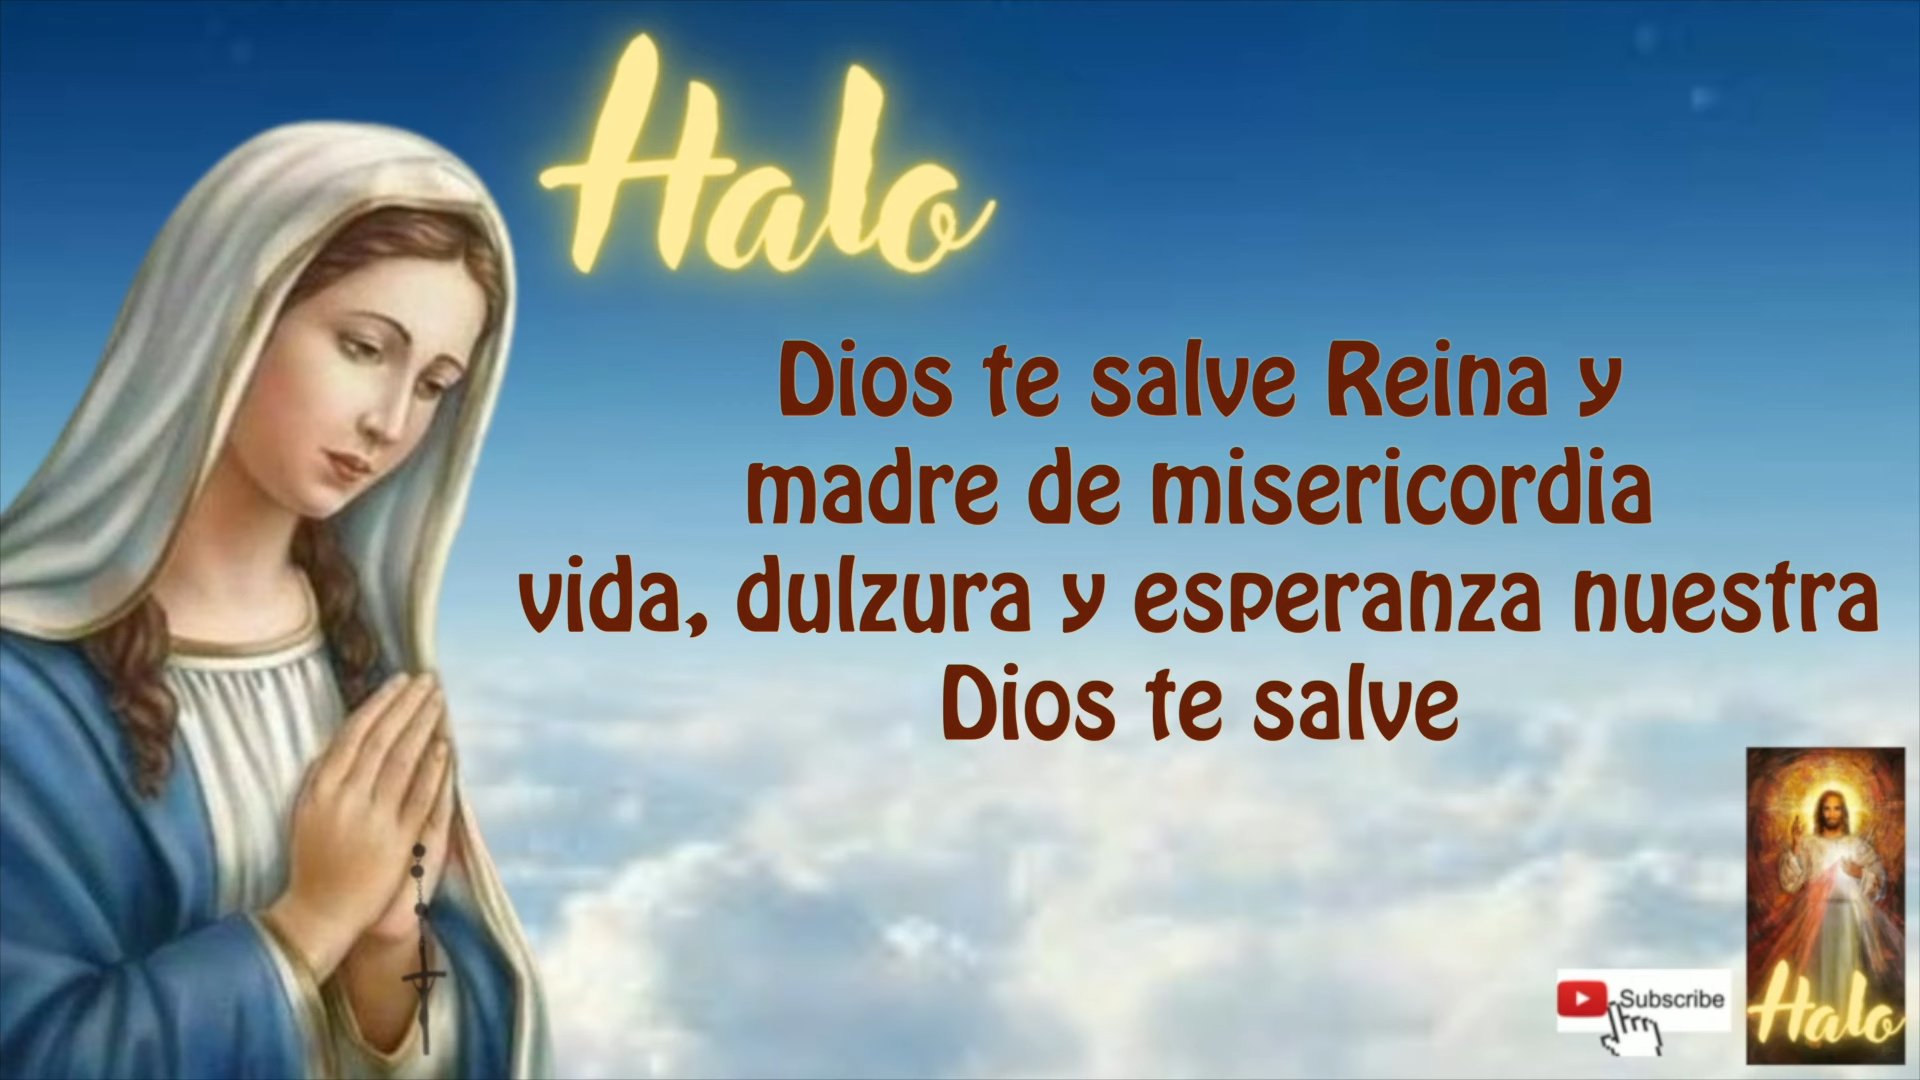 Halo
Dios te salve Reina y
madre de misericordia
vida, dulzura y esperanza nuestra
Dios te salve
Subscribe
Halo